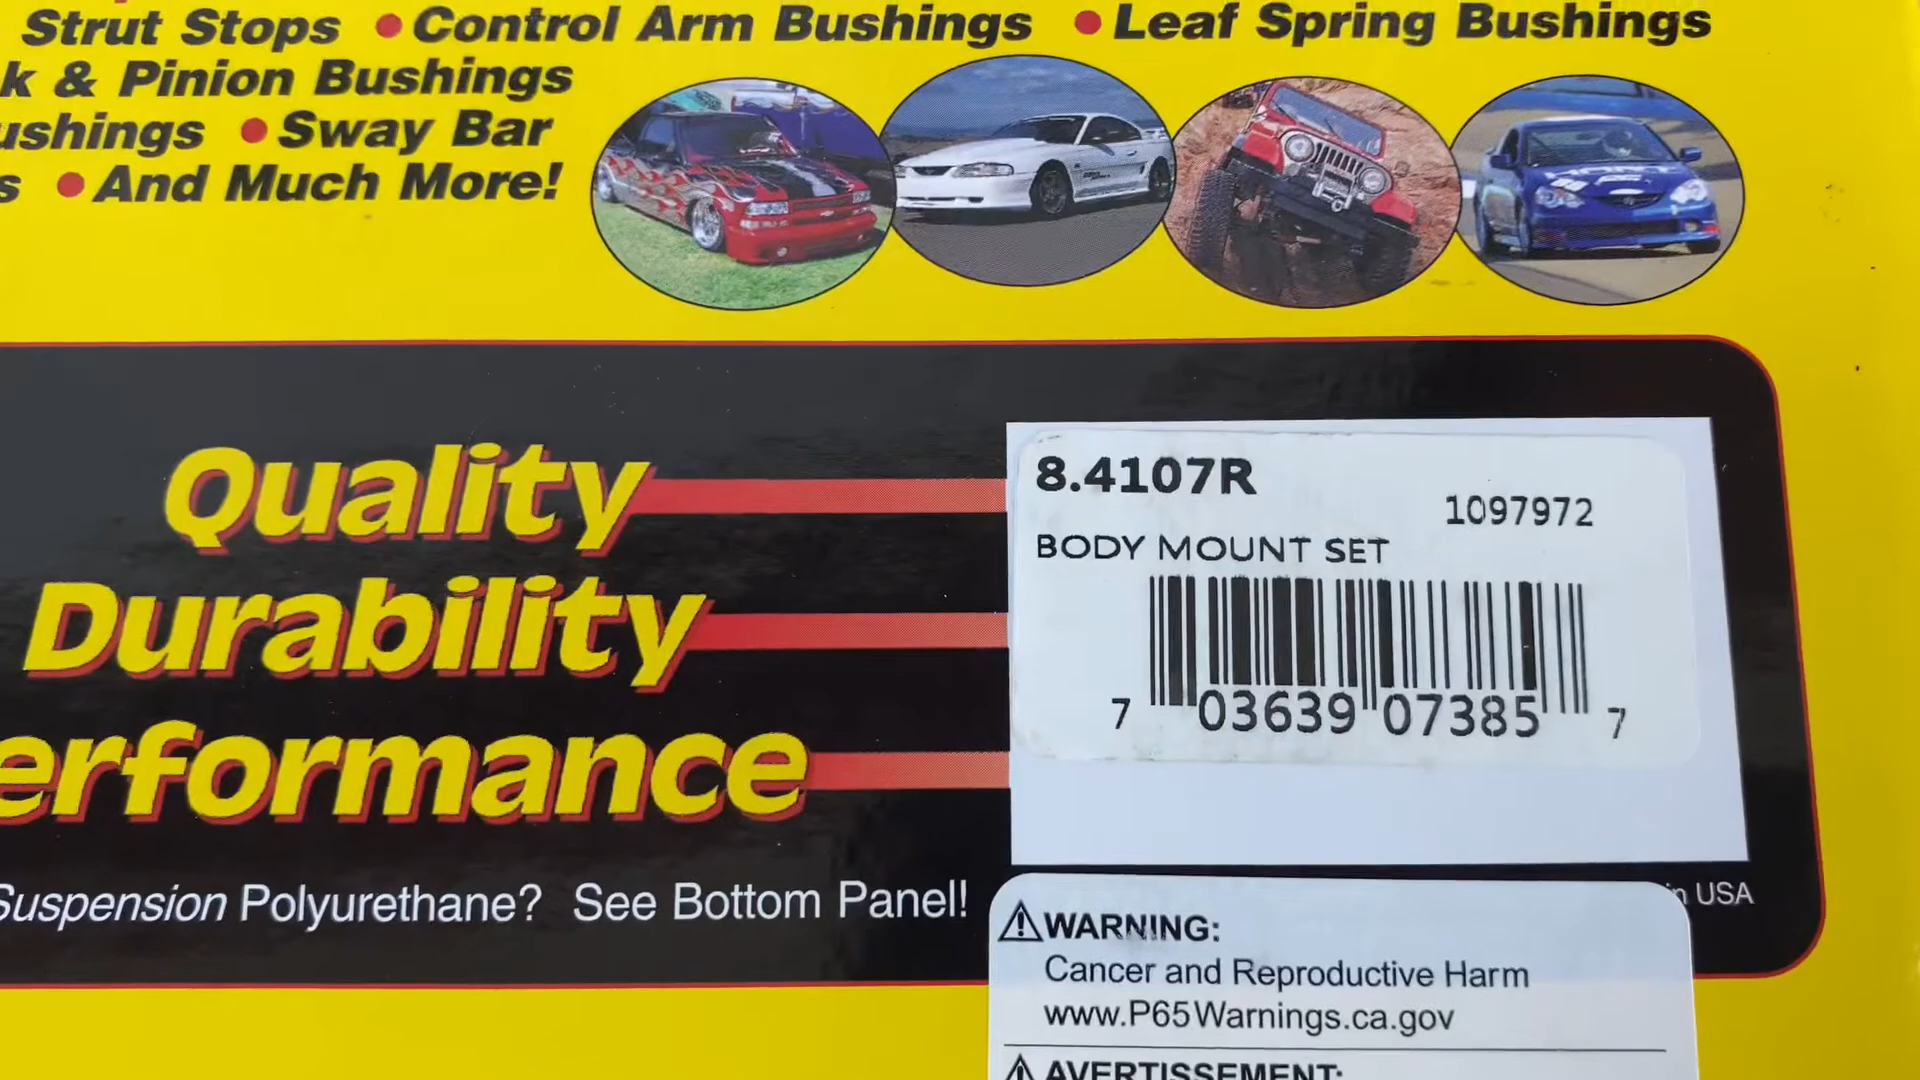 Strut Stops • Control Arm Bushings • Leaf Spring Bushings
k & Pinion Bushings
ushings • Sway Bar
s • And Much More!
Quality
Durability
erformance
8.4107R
1097972
BODY MOUNT SET
7 03639 07385 7
Suspension Polyurethane? See Bottom Panel!
n USA
⚠WARNING:
Cancer and Reproductive Harm
www.P65Warnings.ca.gov
⚠AVERTISSEMENT: